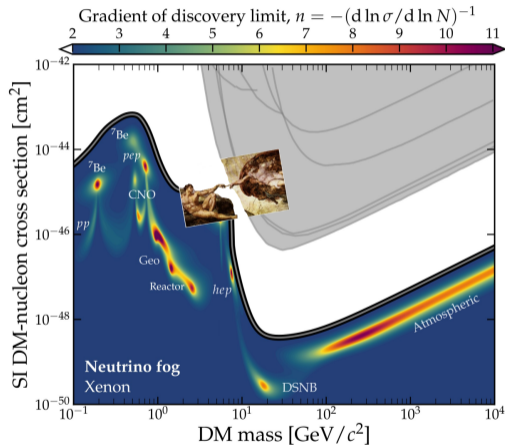 Gradient of discovery limit, n = −(d ln σ/d ln N)⁻¹
2 3 4 5 6 7 8 9 10 11
SI DM-nucleon cross section [cm²]
10⁻⁴²
10⁻⁴⁴
10⁻⁴⁶
10⁻⁴⁸
10⁻⁵⁰
⁷Be
⁷Be
pep
CNO
pp
Geo
Reactor
hep
Atmospheric
DSNB
Neutrino fog
Xenon
10⁻¹ 10⁰ 10¹ 10² 10³ 10⁴
DM mass [GeV/c²]